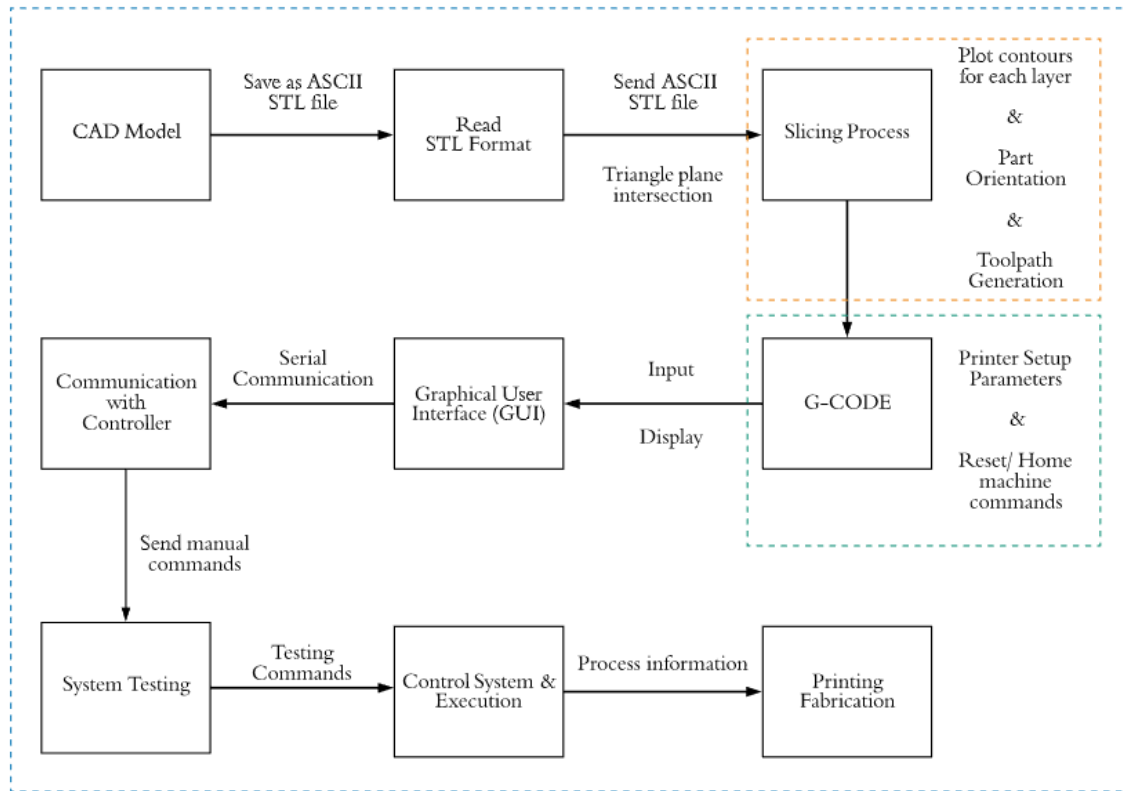 Save as ASCII
STL file
Send ASCII
STL file
Plot contours
for each layer
&
Part
Orientation
&
Toolpath
Generation
CAD Model
Read
STL Format
Slicing Process
Triangle plane
intersection
Serial
Communication
Input
Printer Setup
Parameters
&
Reset/ Home
machine
commands
Communication
with
Controller
Graphical User
Interface (GUI)
G-CODE
Display
Send manual
commands
Testing
Commands
Process information
System Testing
Control System &
Execution
Printing
Fabrication